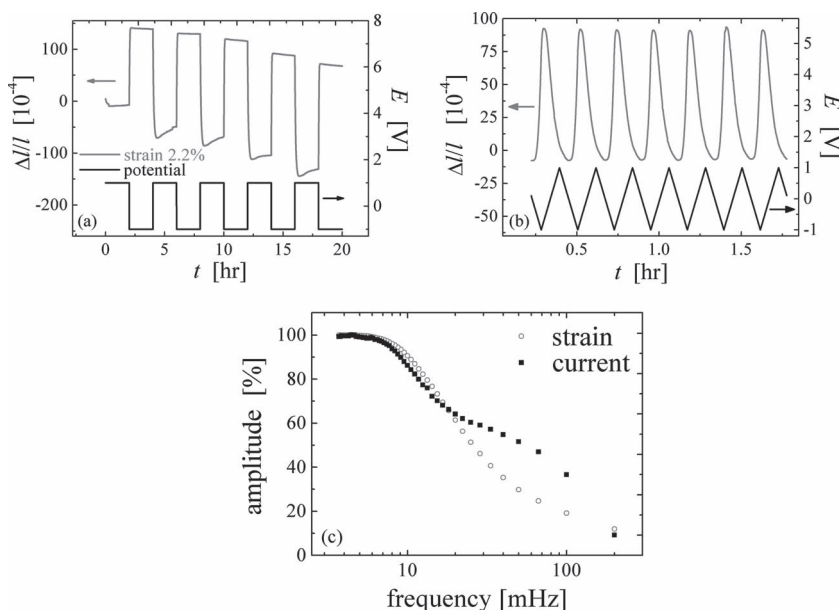 150
100
50
0
-50
-100
-150
-200
Δl/l [10⁻⁴]
8
6
4
2
0
E [V]
strain 2.2%
potential
(a)
0
5
10
15
20
t [hr]
100
75
50
25
0
-25
-50
Δl/l [10⁻⁴]
5
4
3
2
1
0
-1
E [V]
(b)
0.5
1.0
1.5
t [hr]
100
80
60
40
20
0
amplitude [%]
strain
current
(c)
10
100
frequency [mHz]